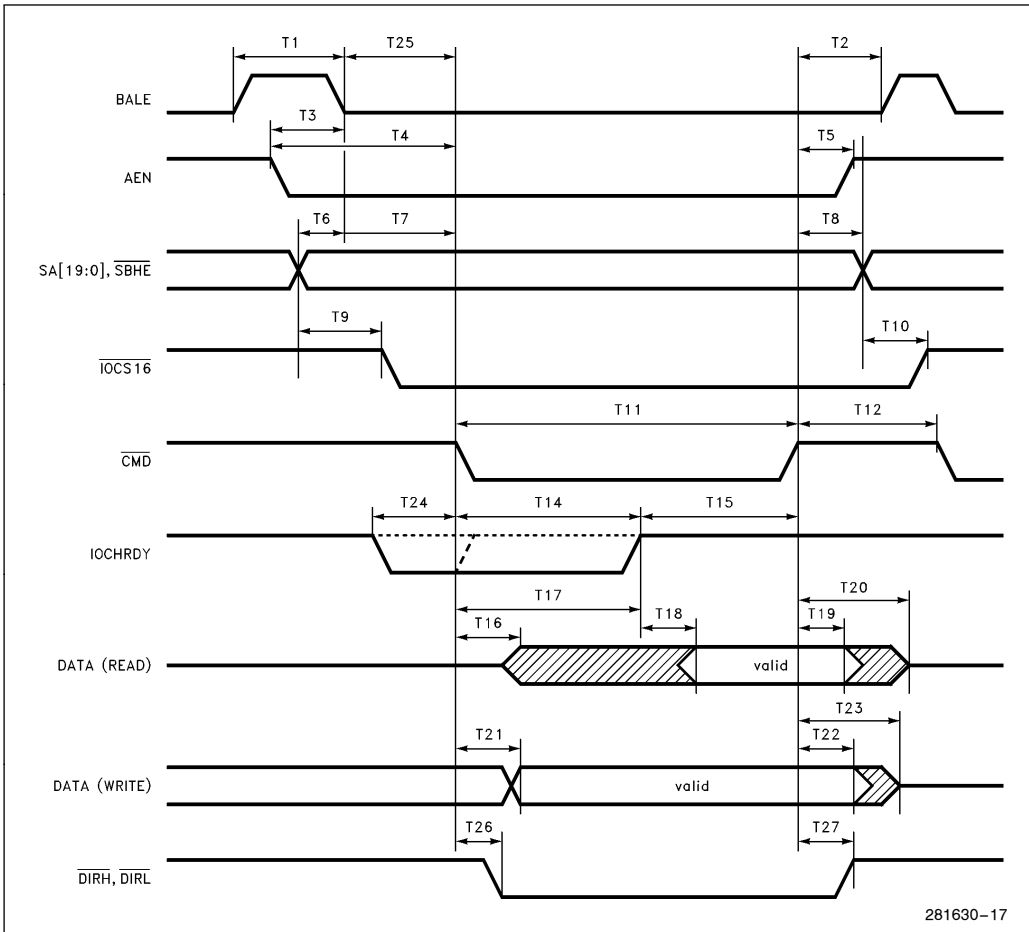 T1 T25 T2
BALE
T3
T4 T5
AEN
T6 T7 T8
SA[19:0], SBHE
T9 T10
IOCS16
T11 T12
CMD
T24 T14 T15
IOCHRDY
T17 T20
T16 T18 T19
DATA (READ) valid
T23
T21 T22
DATA (WRITE) valid
T26 T27
DIRH, DIRL
281630–17